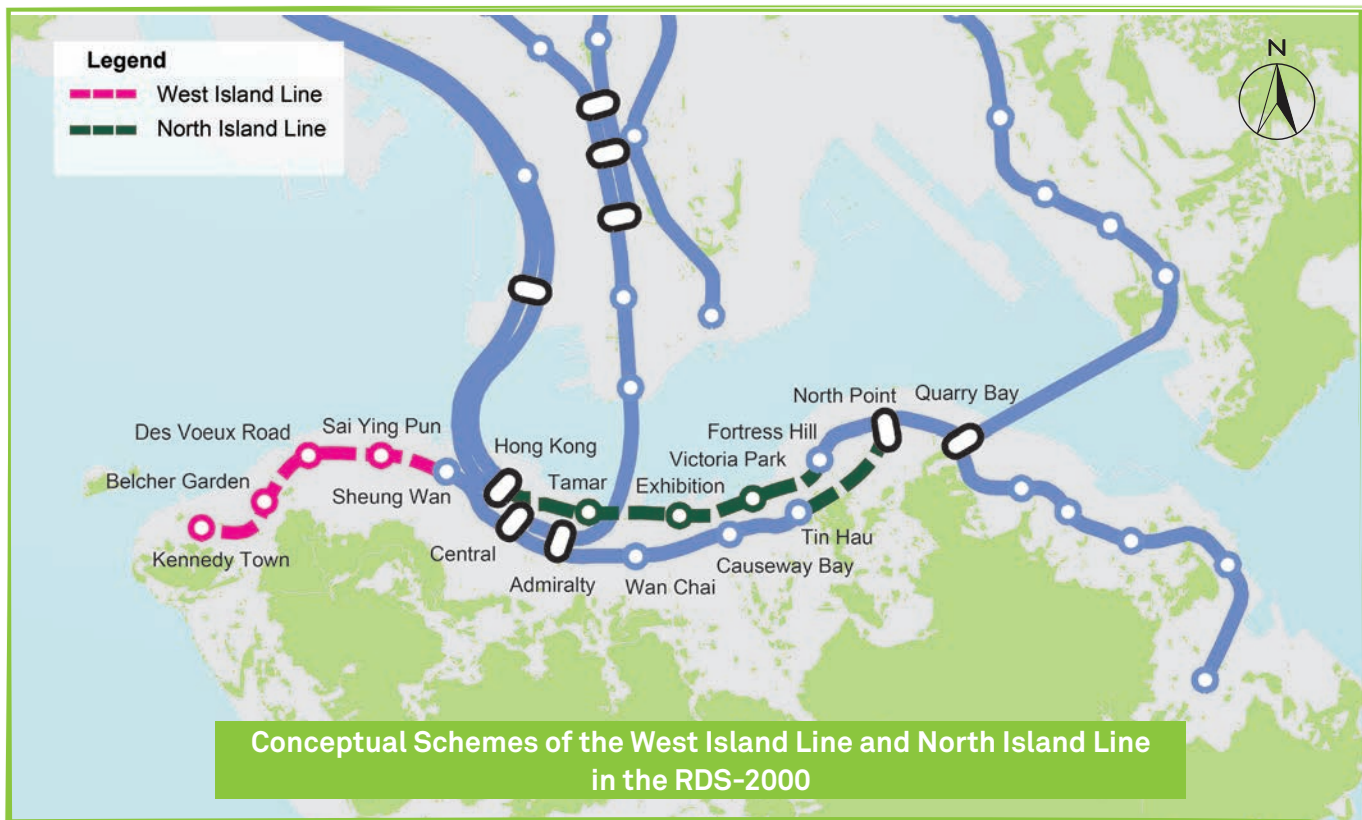 N
Legend
West Island Line
North Island Line
North Point
Quarry Bay
Des Voeux Road
Sai Ying Pun
Fortress Hill
Hong Kong
Victoria Park
Belcher Garden
Tamar
Exhibition
Sheung Wan
Kennedy Town
Central
Tin Hau
Admiralty
Wan Chai
Causeway Bay
Conceptual Schemes of the West Island Line and North Island Line
in the RDS-2000